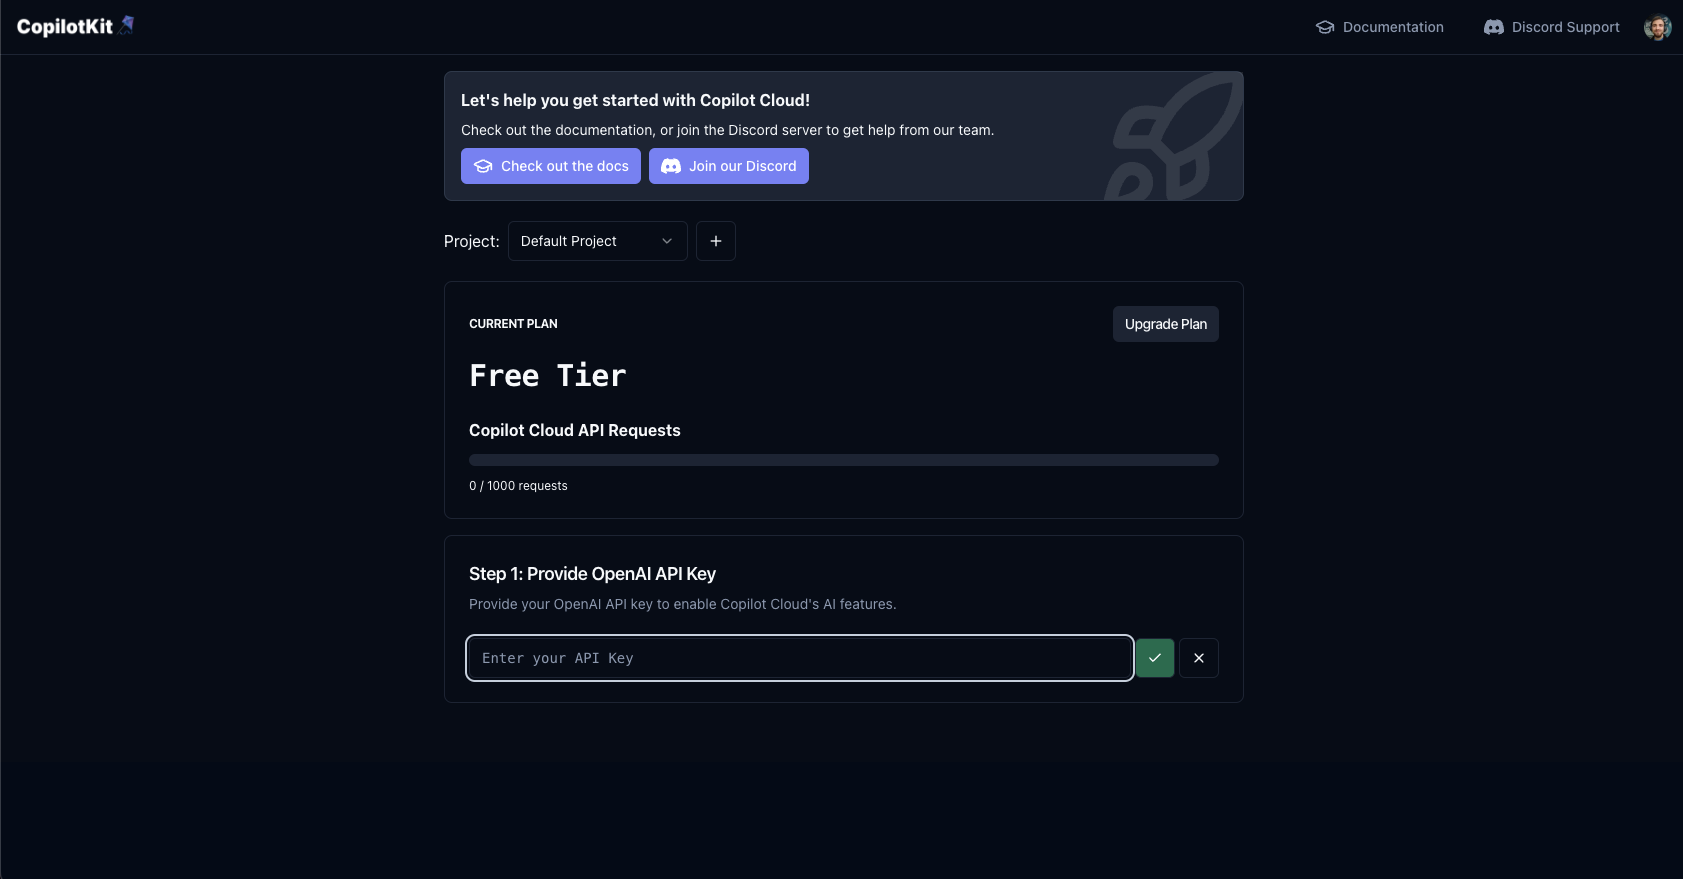 CopilotKit
Documentation
Discord Support
Let's help you get started with Copilot Cloud!
Check out the documentation, or join the Discord server to get help from our team.
Check out the docs
Join our Discord
Project:
Default Project
CURRENT PLAN
Upgrade Plan
Free Tier
Copilot Cloud API Requests
0 / 1000 requests
Step 1: Provide OpenAI API Key
Provide your OpenAI API key to enable Copilot Cloud's AI features.
Enter your API Key